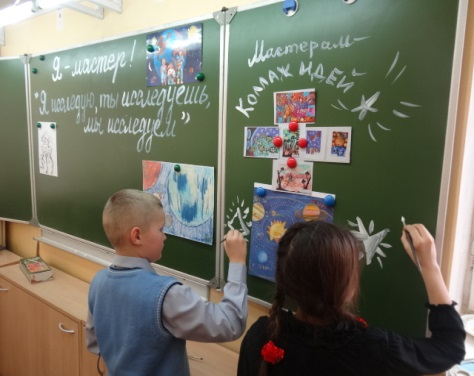 Я - мастер!
"Я исследую, ты исследуешь,
мы исследуем"
Мастерам-
Коллаж идей